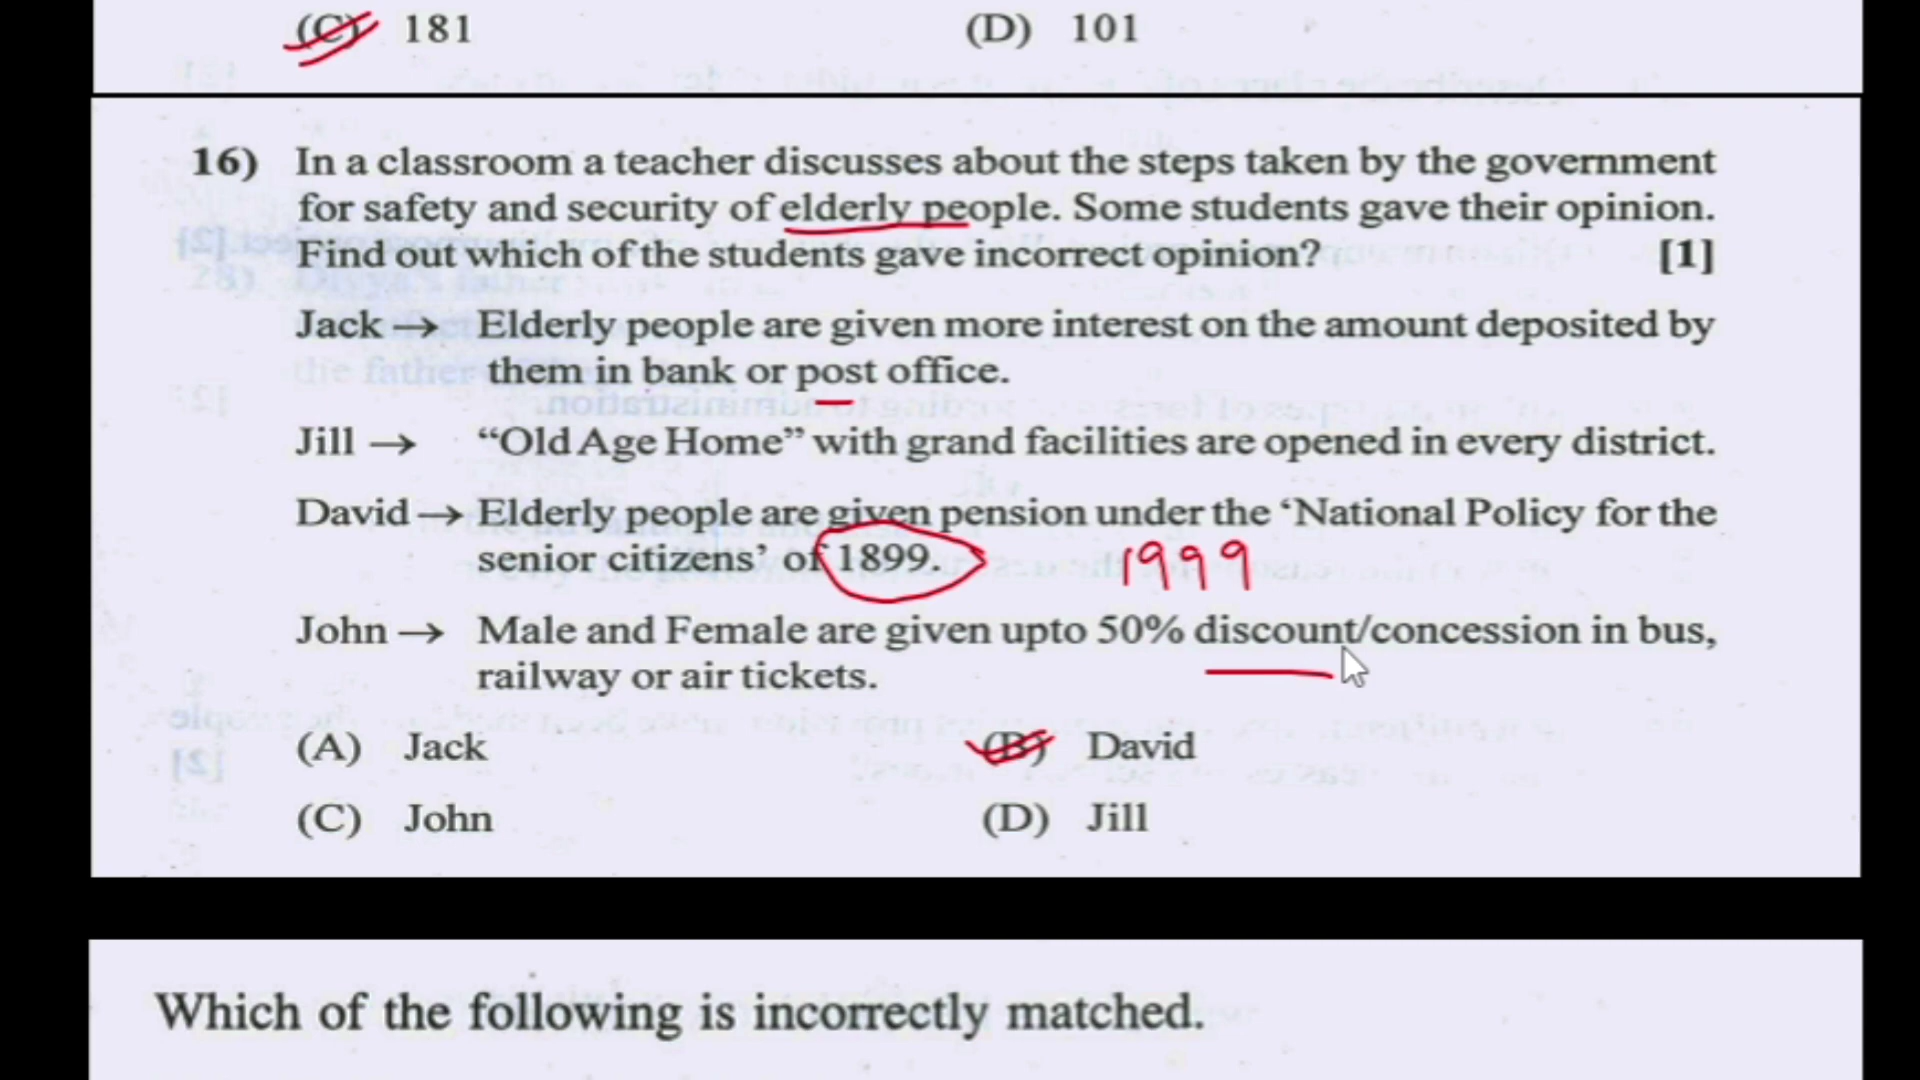 (C) 181 (D) 101
16) In a classroom a teacher discusses about the steps taken by the government
for safety and security of elderly people. Some students gave their opinion.
Find out which of the students gave incorrect opinion? [1]
Jack → Elderly people are given more interest on the amount deposited by
them in bank or post office.
Jill → “Old Age Home” with grand facilities are opened in every district.
David → Elderly people are given pension under the ‘National Policy for the
senior citizens’ of 1899. 1999
John → Male and Female are given upto 50% discount/concession in bus,
railway or air tickets.
(A) Jack (B) David
(C) John (D) Jill
Which of the following is incorrectly matched.